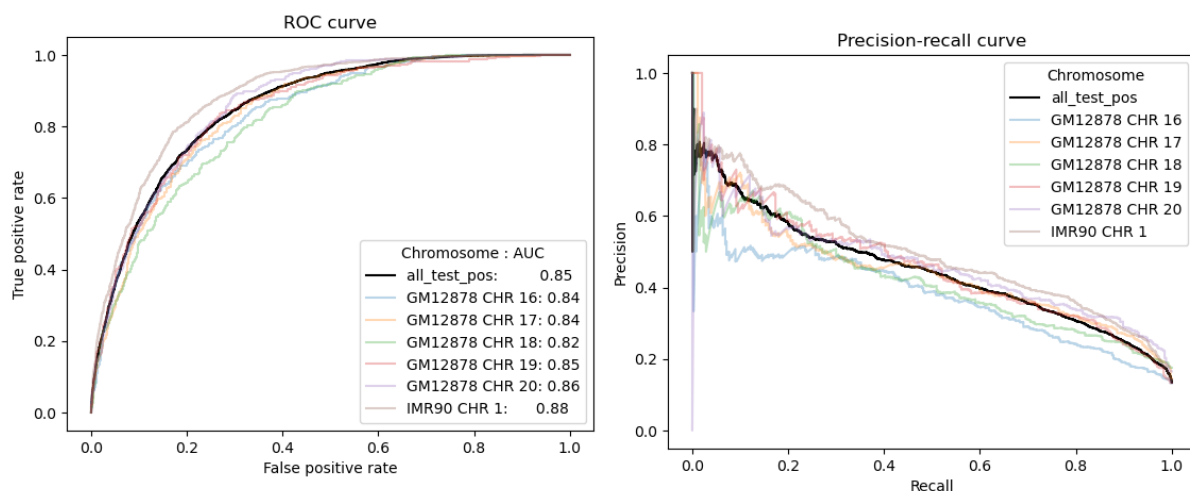 ROC curve
1.0
0.8
0.6
0.4
0.2
0.0
True positive rate
Chromosome : AUC
all_test_pos: 0.85
GM12878 CHR 16: 0.84
GM12878 CHR 17: 0.84
GM12878 CHR 18: 0.82
GM12878 CHR 19: 0.85
GM12878 CHR 20: 0.86
IMR90 CHR 1: 0.88
0.0 0.2 0.4 0.6 0.8 1.0
False positive rate
Precision-recall curve
1.0
0.8
0.6
0.4
0.2
0.0
Precision
Chromosome
all_test_pos
GM12878 CHR 16
GM12878 CHR 17
GM12878 CHR 18
GM12878 CHR 19
GM12878 CHR 20
IMR90 CHR 1
0.0 0.2 0.4 0.6 0.8 1.0
Recall